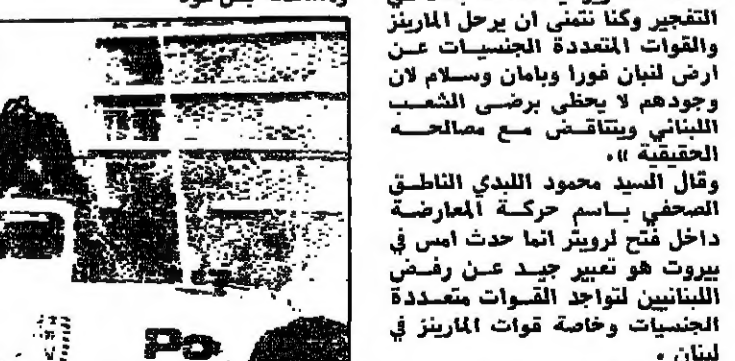 التفجير وكنا نتمنى ان يرحل المارينز
والقوات المتعددة الجنسيات عن
ارض لنبان فورا وبامان وسلام لان
وجودهم لا يحظى برضى الشعب
اللبناني ويتناقض مع مصالحه
الحقيقية »•
وقال السيد محمود اللبدي الناطق
الصحفي باسم حركة المعارضة
داخل فتح لرويتر انما حدث امس في
بيروت هو تعبير جيد عن رفض
اللبنانيين لتواجد القوات متعددة
الجنسيات وخاصة قوات المارينز في
لبنان •
Po